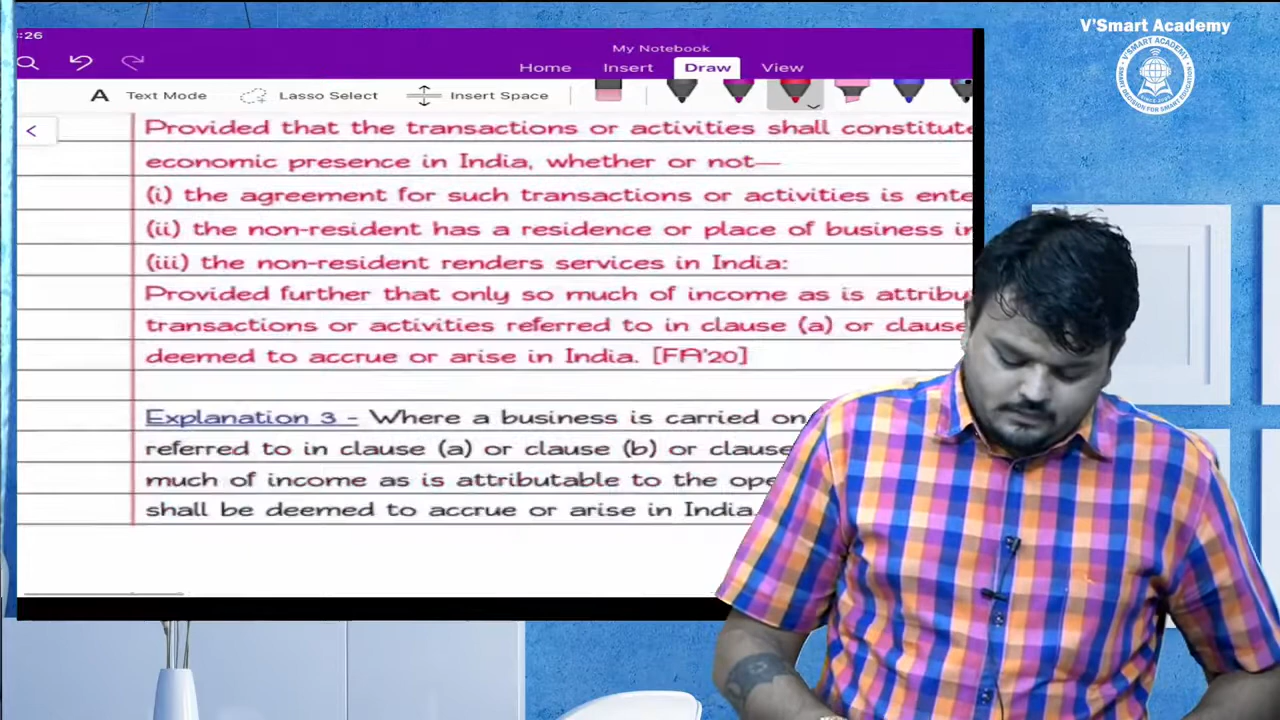 V'Smart Academy
:26
My Notebook
Home Insert Draw View
Text Mode Lasso Select Insert Space
Provided that the transactions or activities shall constitute
economic presence in India, whether or not—
(i) the agreement for such transactions or activities is ente
(ii) the non-resident has a residence or place of business in
(iii) the non-resident renders services in India:
Provided further that only so much of income as is attribu
transactions or activities referred to in clause (a) or clause
deemed to accrue or arise in India. [FA'20]
Explanation 3 - Where a business is carried on
referred to in clause (a) or clause (b) or clause
much of income as is attributable to the ope
shall be deemed to accrue or arise in India.